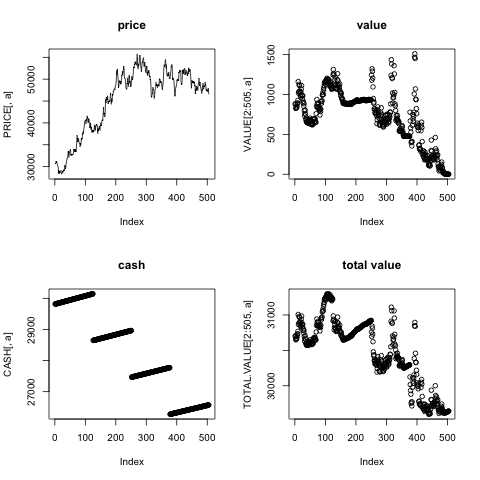 price
PRICE[, a]
30000
40000
50000
0 100 200 300 400 500
Index
value
VALUE[2:505, a]
0
500
1000
1500
0 100 200 300 400 500
Index
cash
CASH[, a]
27000
29000
0 100 200 300 400 500
Index
total value
TOTAL.VALUE[2:505, a]
30000
31000
0 100 200 300 400 500
Index